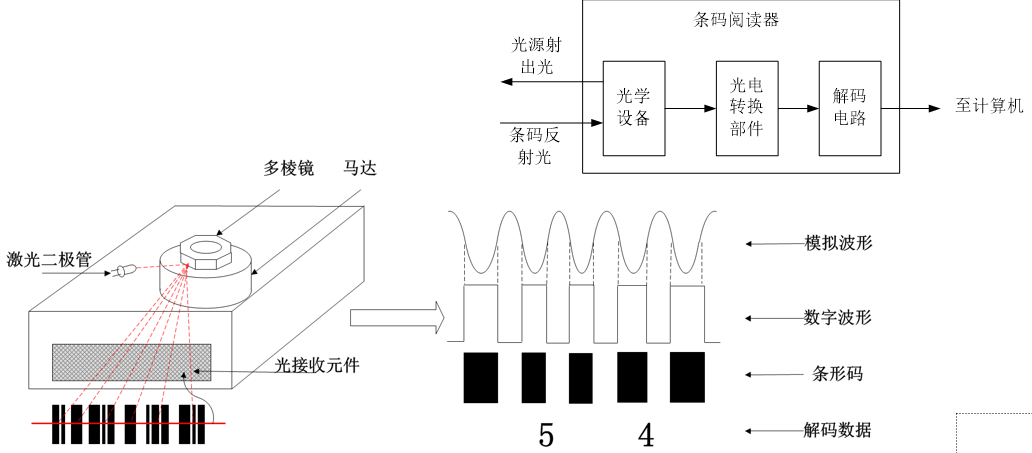 条码阅读器
光源射
出光
条码反
射光
光学
设备
光电
转换
部件
解码
电路
至计算机
多棱镜
马达
激光二极管
光接收元件
模拟波形
数字波形
条形码
5 4
解码数据